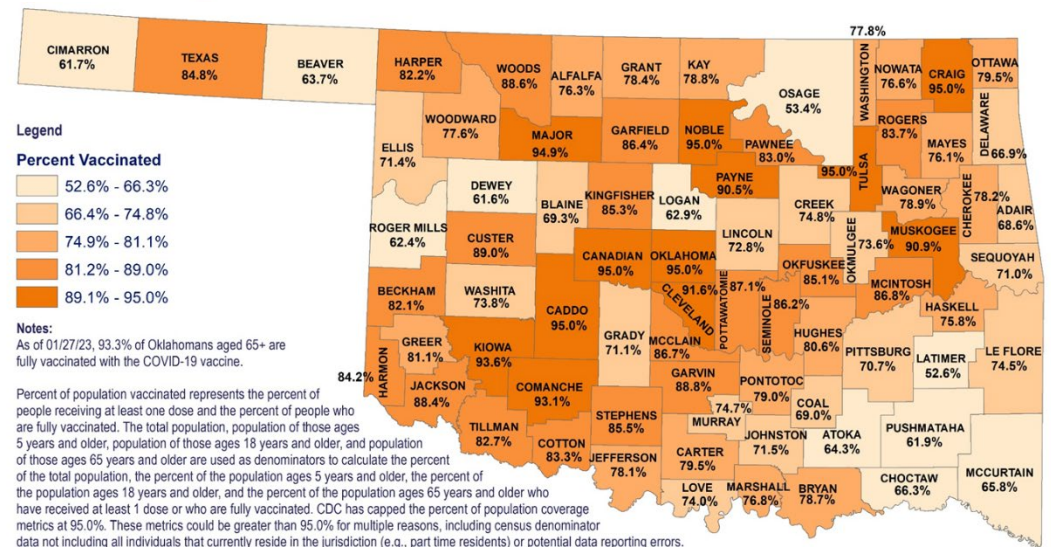 77.8%
CIMARRON
61.7%
TEXAS
84.8%
BEAVER
63.7%
HARPER
82.2%
WOODS
88.6%
ALFALFA
76.3%
GRANT
78.4%
KAY
78.8%
OSAGE
53.4%
WASHINGTON
NOWATA
76.6%
CRAIG
95.0%
OTTAWA
79.5%
DELAWARE
66.9%
WOODWARD
77.6%
ELLIS
71.4%
MAJOR
94.9%
GARFIELD
86.4%
NOBLE
95.0%
PAWNEE
83.0%
ROGERS
83.7%
MAYES
76.1%
PAYNE
90.5%
95.0%
TULSA
WAGONER
78.9%
CHEROKEE
78.2%
ADAIR
68.6%
DEWEY
61.6%
BLAINE
69.3%
KINGFISHER
85.3%
LOGAN
62.9%
CREEK
74.8%
LINCOLN
72.8%
OKMULGEE
73.6%
MUSKOGEE
90.9%
SEQUOYAH
71.0%
ROGER MILLS
62.4%
CUSTER
89.0%
CANADIAN
95.0%
OKLAHOMA
95.0%
OKFUSKEE
85.1%
MCINTOSH
86.8%
HASKELL
75.8%
BECKHAM
82.1%
WASHITA
73.8%
CADDO
95.0%
91.6%
CLEVELAND
87.1%
POTTAWATOMIE
SEMINOLE
86.2%
HUGHES
80.6%
PITTSBURG
70.7%
LATIMER
52.6%
LE FLORE
74.5%
GREER
81.1%
KIOWA
93.6%
GRADY
71.1%
MCCLAIN
86.7%
84.2%
HARMON
JACKSON
88.4%
COMANCHE
93.1%
GARVIN
88.8%
PONTOTOC
79.0%
COAL
69.0%
74.7%
MURRAY
TILLMAN
82.7%
COTTON
83.3%
STEPHENS
85.5%
JEFFERSON
78.1%
CARTER
79.5%
JOHNSTON
71.5%
ATOKA
64.3%
PUSHMATAHA
61.9%
LOVE
74.0%
MARSHALL
76.8%
BRYAN
78.7%
CHOCTAW
66.3%
MCCURTAIN
65.8%
Legend
Percent Vaccinated
52.6% - 66.3%
66.4% - 74.8%
74.9% - 81.1%
81.2% - 89.0%
89.1% - 95.0%
Notes:
As of 01/27/23, 93.3% of Oklahomans aged 65+ are
fully vaccinated with the COVID-19 vaccine.
Percent of population vaccinated represents the percent of
people receiving at least one dose and the percent of people who
are fully vaccinated. The total population, population of those ages
5 years and older, population of those ages 18 years and older, and population
of those ages 65 years and older are used as denominators to calculate the percent
of the total population, the percent of the population ages 5 years and older, the percent of
the population ages 18 years and older, and the percent of the population ages 65 years and older who
have received at least 1 dose or who are fully vaccinated. CDC has capped the percent of population coverage
metrics at 95.0%. These metrics could be greater than 95.0% for multiple reasons, including census denominator
data not including all individuals that currently reside in the jurisdiction (e.g., part time residents) or potential data reporting errors.